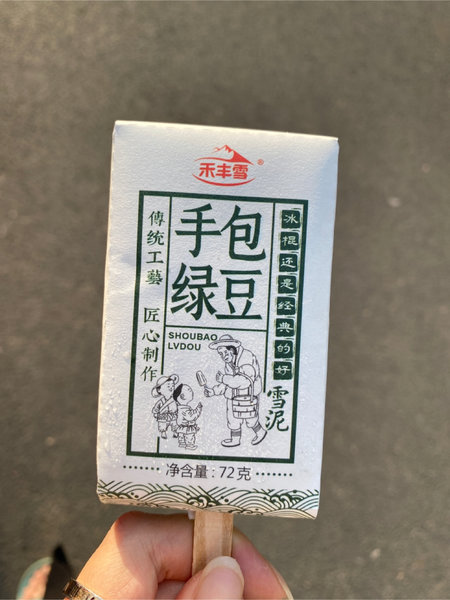 禾丰雪®
手包
绿豆
SHOUBAO
LVDOU
傳统工藝 匠心制作
冰棍还是经典的好
雪泥
净含量:72克